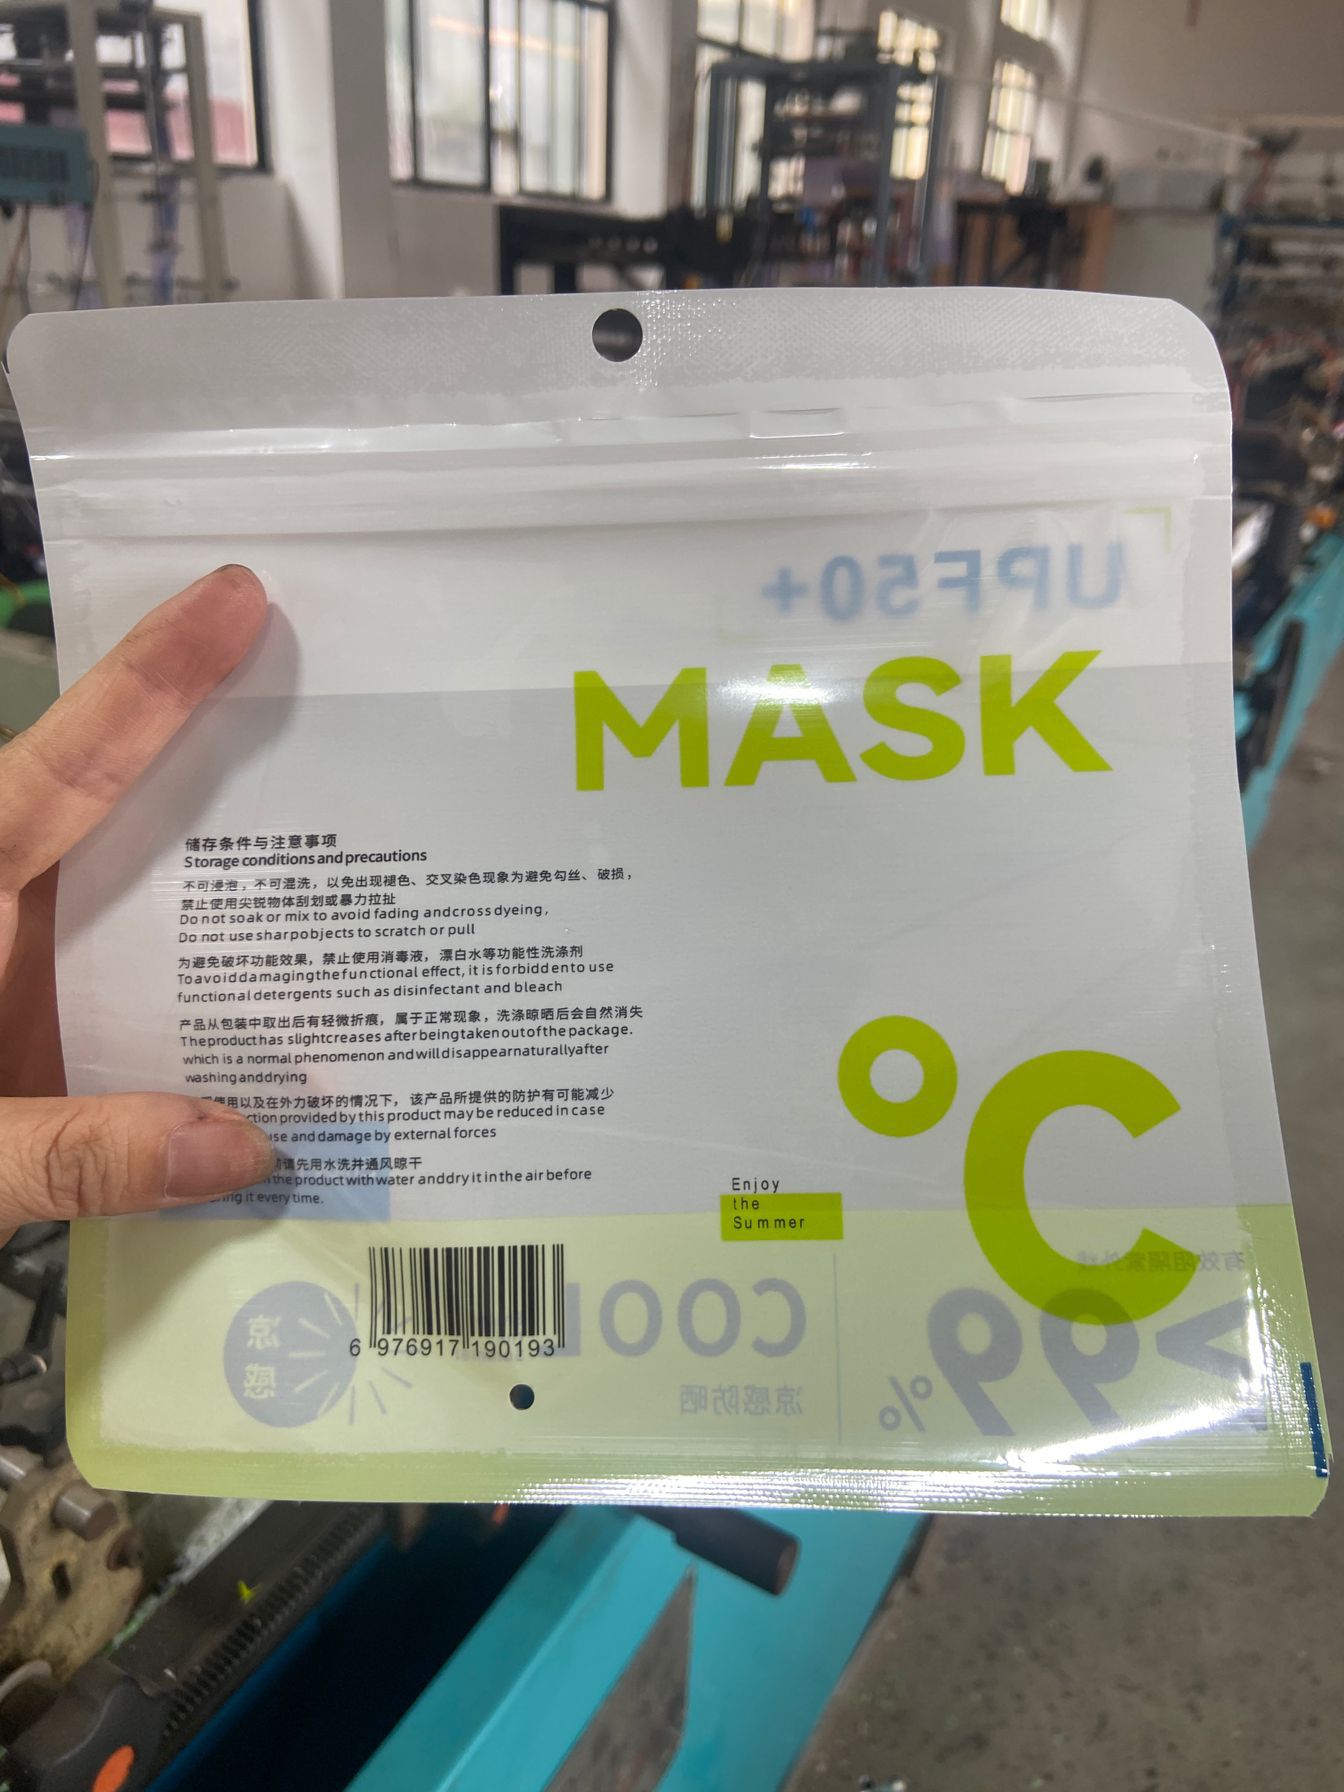 UPF50+
MASK
储存条件与注意事项
Storage conditions and precautions
不可浸泡，不可混洗，以免出现褪色、交叉染色现象为避免勾丝、破损，
禁止使用尖锐物体刮划或暴力拉扯
Do not soak or mix to avoid fading and cross dyeing,
Do not use sharp objects to scratch or pull
为避免破坏功能效果，禁止使用消毒液，漂白水等功能性洗涤剂
To avoid damaging the functional effect, it is forbidden to use
functional detergents such as disinfectant and bleach
产品从包装中取出后有轻微折痕，属于正常现象，洗涤晾晒后会自然消失
The product has slight creases after being taken out of the package.
which is a normal phenomenon and will disappear naturally after
washing and drying
使用以及在外力破坏的情况下，该产品所提供的防护有可能减少
provided by this product may be reduced in case
use and damage by external forces
请先用水洗并通风晾干
the product with water and dry it in the air before
it every time.
°C
Enjoy
the
Summer
有效阻隔紫外线
>99%
COOL
凉感防晒
凉感
6 976917 190193